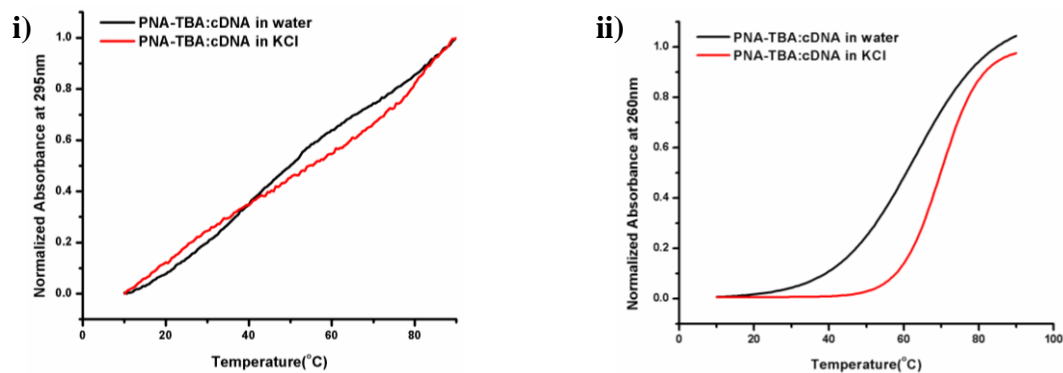 i)
PNA-TBA:cDNA in water
PNA-TBA:cDNA in KCl
Normalized Absorbance at 295nm
1.0
0.8
0.6
0.4
0.2
0.0
0 20 40 60 80
Temperature(°C)
ii)
PNA-TBA:cDNA in water
PNA-TBA:cDNA in KCl
Normalized Absorbance at 260nm
1.0
0.8
0.6
0.4
0.2
0.0
0 20 40 60 80 100
Temperature(°C)